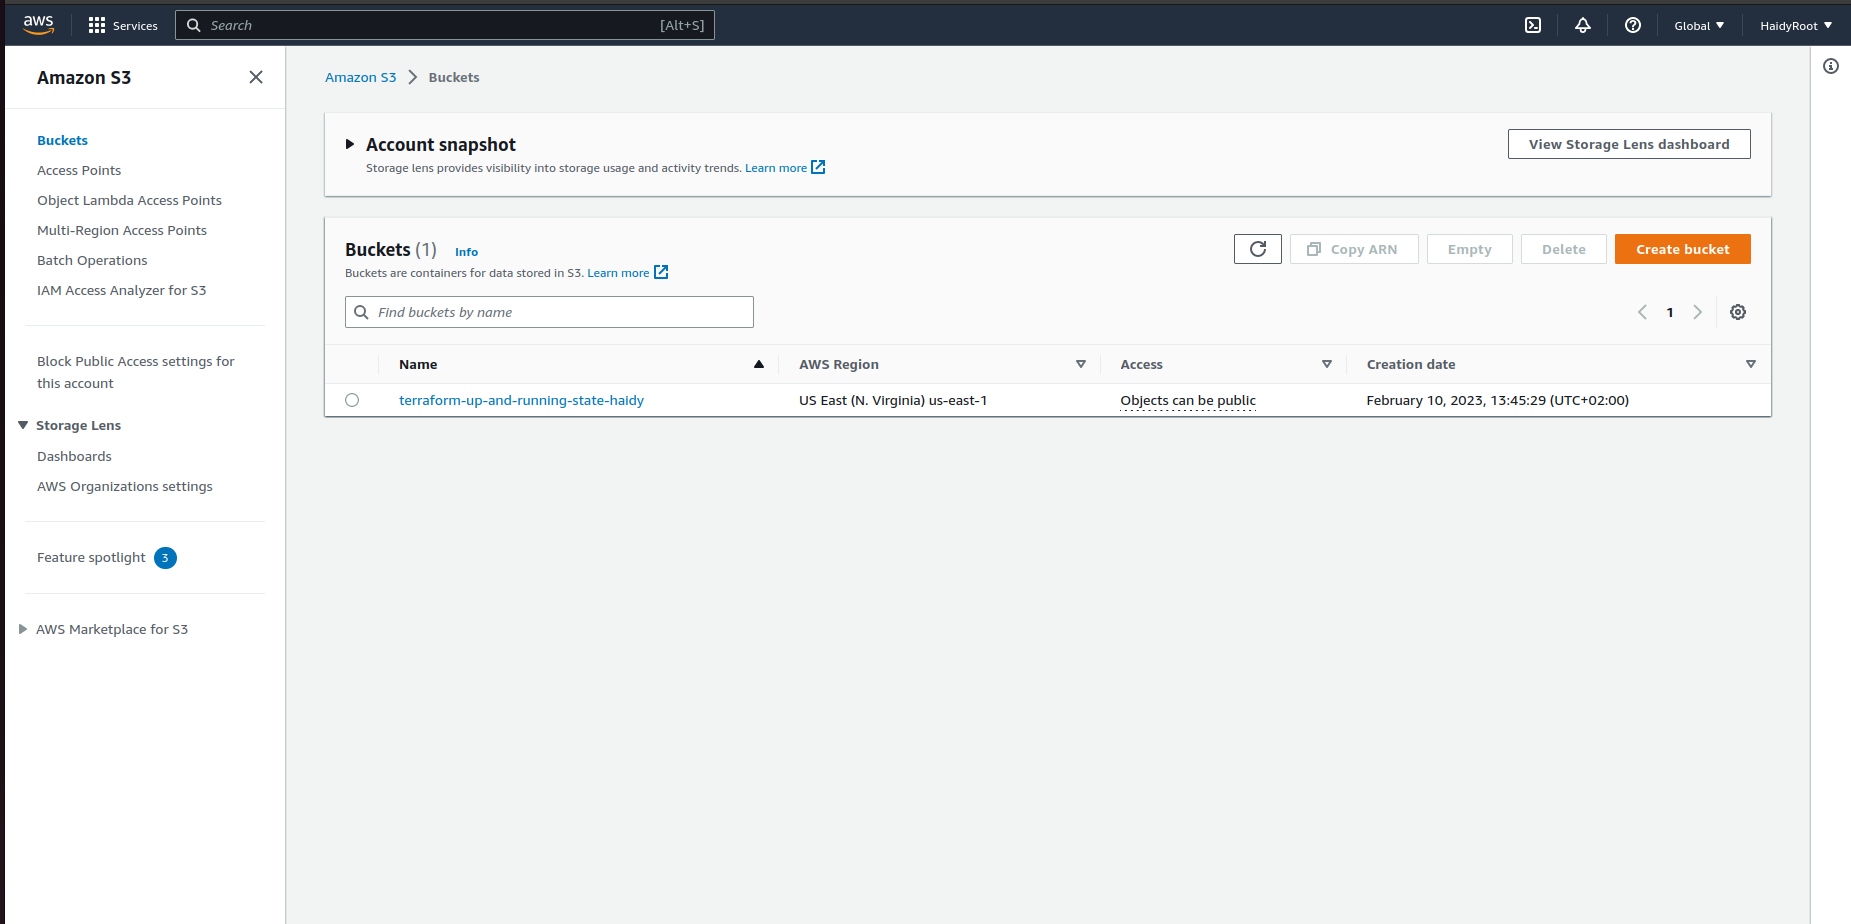 aws
Services
Search [Alt+S]
Global
HaidyRoot
Amazon S3
Buckets
Access Points
Object Lambda Access Points
Multi-Region Access Points
Batch Operations
IAM Access Analyzer for S3
Block Public Access settings for
this account
Storage Lens
Dashboards
AWS Organizations settings
Feature spotlight 3
AWS Marketplace for S3
Amazon S3 > Buckets
Account snapshot
Storage lens provides visibility into storage usage and activity trends. Learn more
View Storage Lens dashboard
Buckets (1) Info
Buckets are containers for data stored in S3. Learn more
Copy ARN
Empty
Delete
Create bucket
Find buckets by name
1
Name AWS Region Access Creation date
terraform-up-and-running-state-haidy US East (N. Virginia) us-east-1 Objects can be public February 10, 2023, 13:45:29 (UTC+02:00)